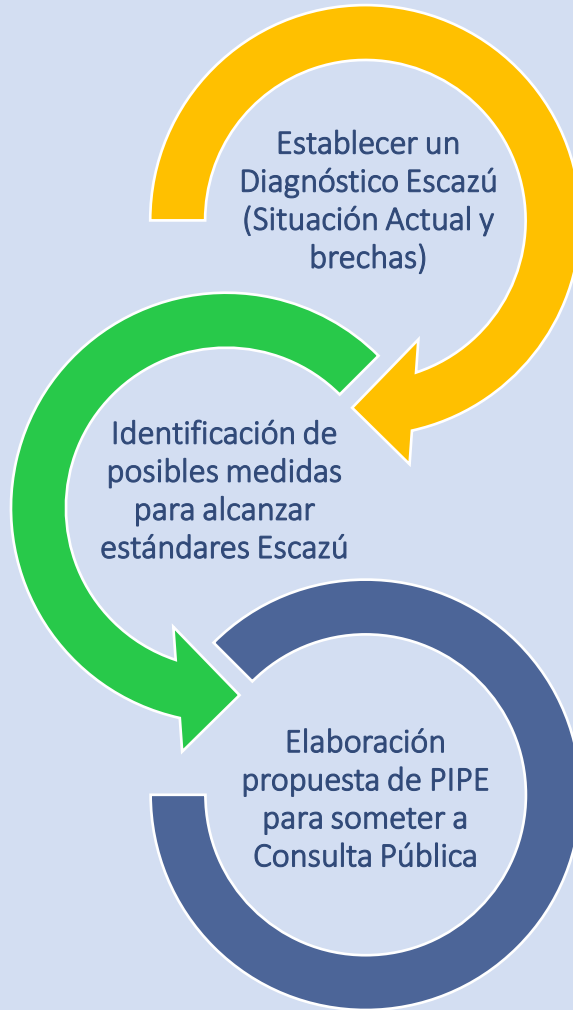 Establecer un
Diagnóstico Escazú
(Situación Actual y
brechas)
Identificación de
posibles medidas
para alcanzar
estándares Escazú
Elaboración
propuesta de PIPE
para someter a
Consulta Pública